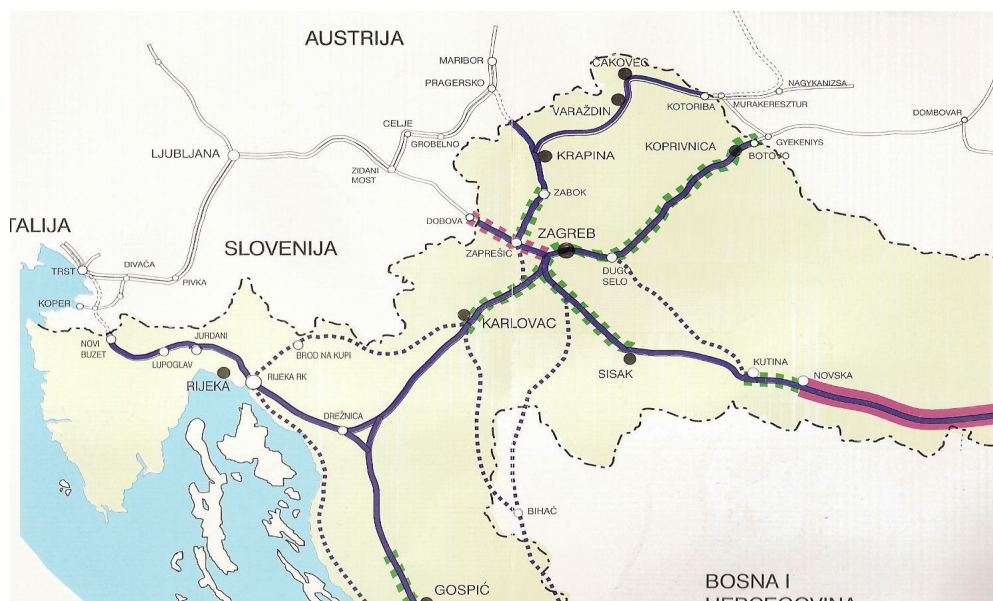 AUSTRIJA
MARIBOR
PRAGERSKO
ČAKOVEC
NAGYKANIZSA
KOTORIBA
MURAKERESZTUR
VARAŽDIN
DOMBOVAR
CELJE
GROBELNO
LJUBLJANA
ZIDANI
MOST
KRAPINA
KOPRIVNICA
GYEKENIYS
BOTOVO
ZABOK
DOBOVA
TALIJA
SLOVENIJA
ZAPREŠIĆ
ZAGREB
DUGO
SELO
TRST
DIVAČA
PIVKA
KOPER
NOVI
BUZET
JURDANI
LUPOGLAV
RIJEKA
RIJEKA RK
BROD NA KUPI
KARLOVAC
SISAK
KUTINA
NOVSKA
DREŽNICA
BIHAĆ
GOSPIĆ
BOSNA I
HERCEGOVINA